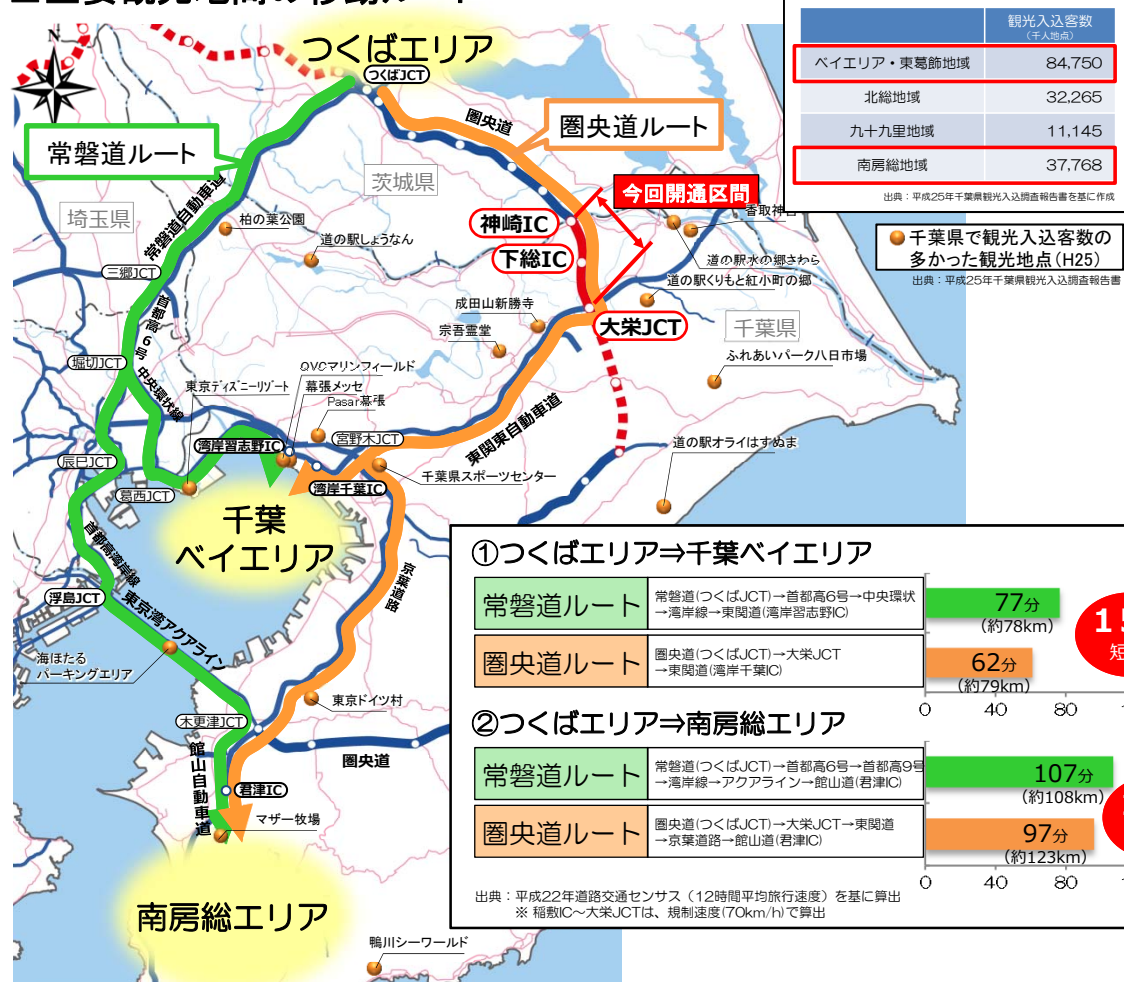 N
つくばエリア
つくばJCT
圏央道
常磐道ルート
圏央道ルート
茨城県
埼玉県
常磐道自動車道
今回開通区間
柏の葉公園
道の駅しょうなん
神崎IC
下総IC
道の駅水の郷さわら
道の駅くりもと紅小町の郷
三郷JCT
首都高6号
成田山新勝寺
宗吾霊堂
大栄JCT
千葉県
ふれあいパーク八日市場
堀切JCT
中央環状線
東京ディズニーリゾート
QVCマリンフィールド
幕張メッセ
Pasar幕張
湾岸習志野IC
宮野木JCT
東関東自動車道
道の駅オライはすぬま
辰巳JCT
葛西JCT
湾岸千葉IC
千葉県スポーツセンター
千葉
ベイエリア
首都高湾岸線
京葉道路
浮島JCT
東京湾アクアライン
海ほたる
パーキングエリア
東京ドイツ村
木更津JCT
圏央道
館山自動車道
君津IC
マザー牧場
南房総エリア
鴨川シーワールド
観光入込客数
(千人地点)
ベイエリア・東葛飾地域 84,750
北総地域 32,265
九十九里地域 11,145
南房総地域 37,768
出典：平成25年千葉県観光入込調査報告書を基に作成
千葉県で観光入込客数の
多かった観光地点(H25)
出典：平成25年千葉県観光入込調査報告書
①つくばエリア⇒千葉ベイエリア
常磐道ルート
常磐道(つくばJCT)→首都高6号→中央環状
→湾岸線→東関道(湾岸習志野IC)
77分
(約78km)
圏央道ルート
圏央道(つくばJCT)→大栄JCT
→東関道(湾岸千葉IC)
62分
(約79km)
0 40 80
②つくばエリア⇒南房総エリア
常磐道ルート
常磐道(つくばJCT)→首都高6号→首都高9号
→湾岸線→アクアライン→館山道(君津IC)
107分
(約108km)
圏央道ルート
圏央道(つくばJCT)→大栄JCT→東関道
→京葉道路→館山道(君津IC)
97分
(約123km)
0 40 80
出典：平成22年道路交通センサス（12時間平均旅行速度）を基に算出
※ 稲敷IC～大栄JCTは、規制速度(70km/h)で算出